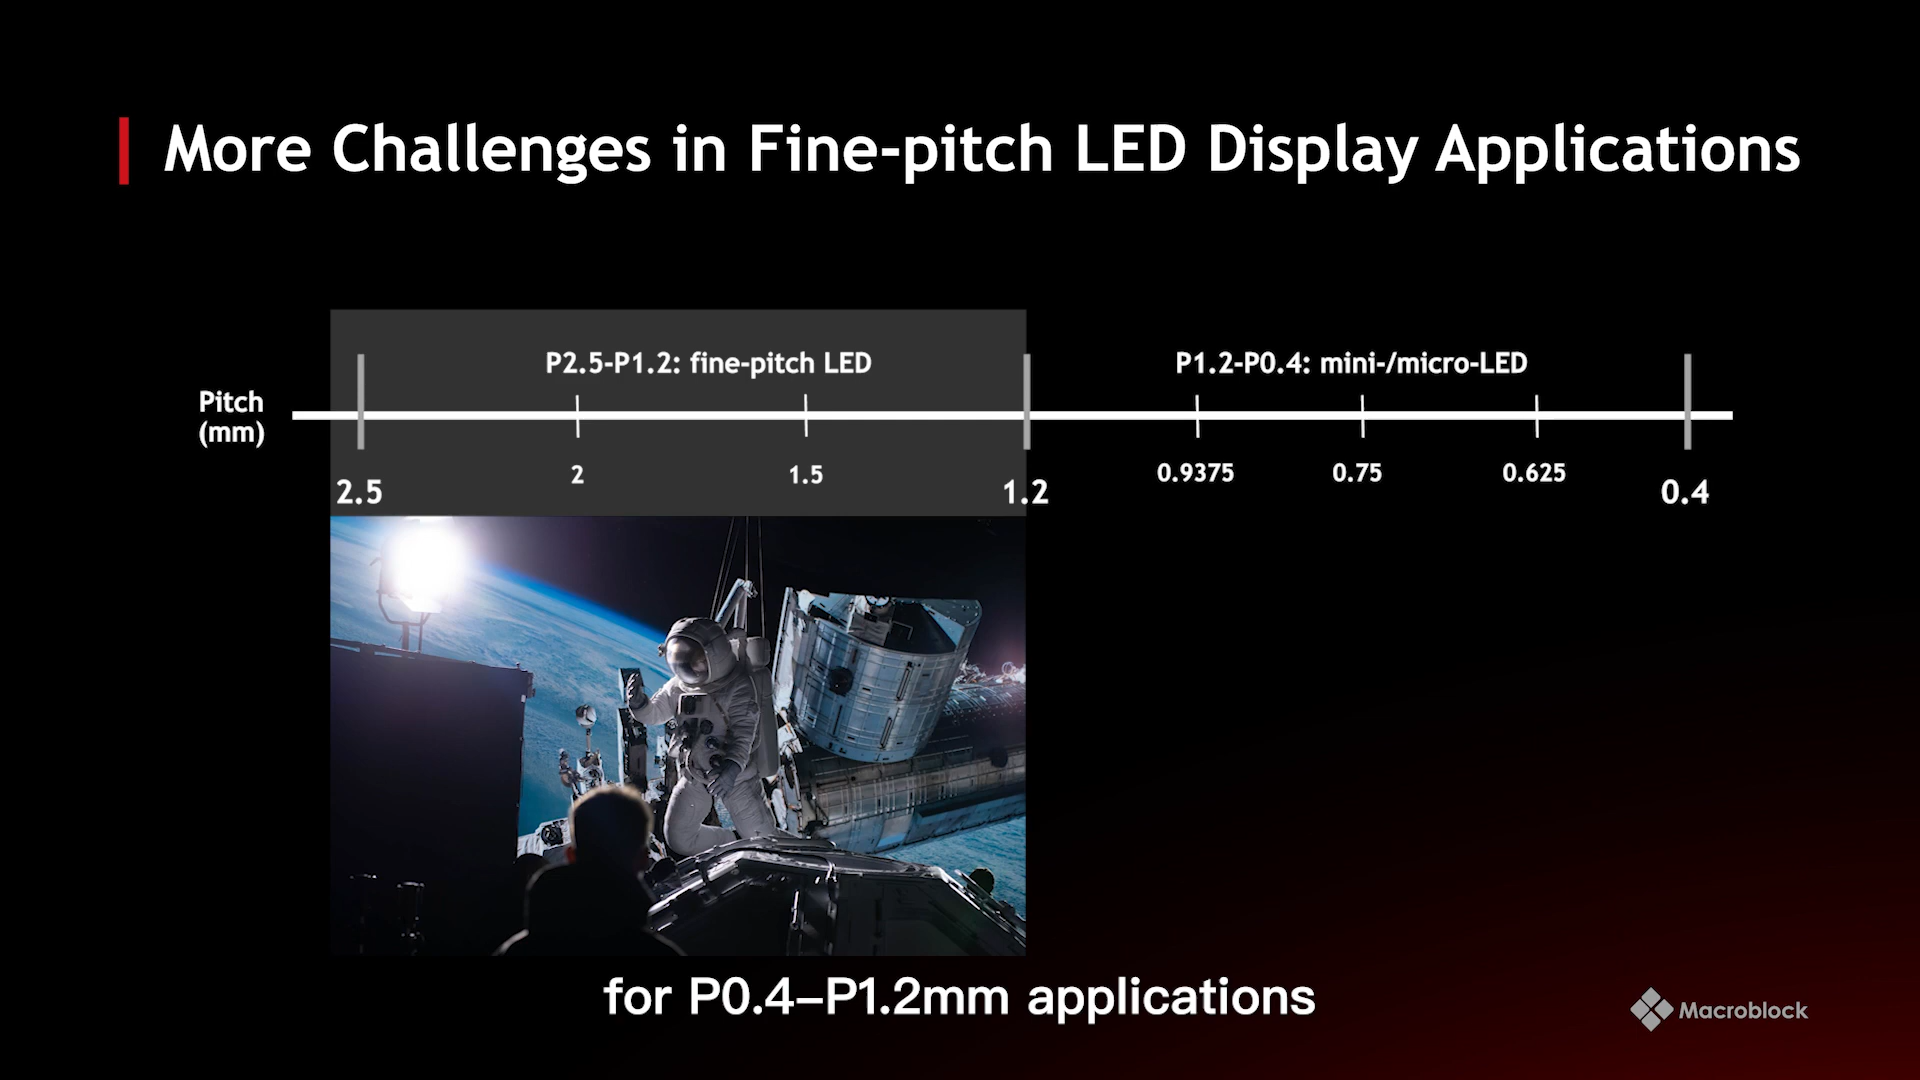 More Challenges in Fine-pitch LED Display Applications
P2.5-P1.2: fine-pitch LED
P1.2-P0.4: mini-/micro-LED
Pitch
(mm)
2.5
2
1.5
1.2
0.9375
0.75
0.625
0.4
for P0.4–P1.2mm applications
Macroblock